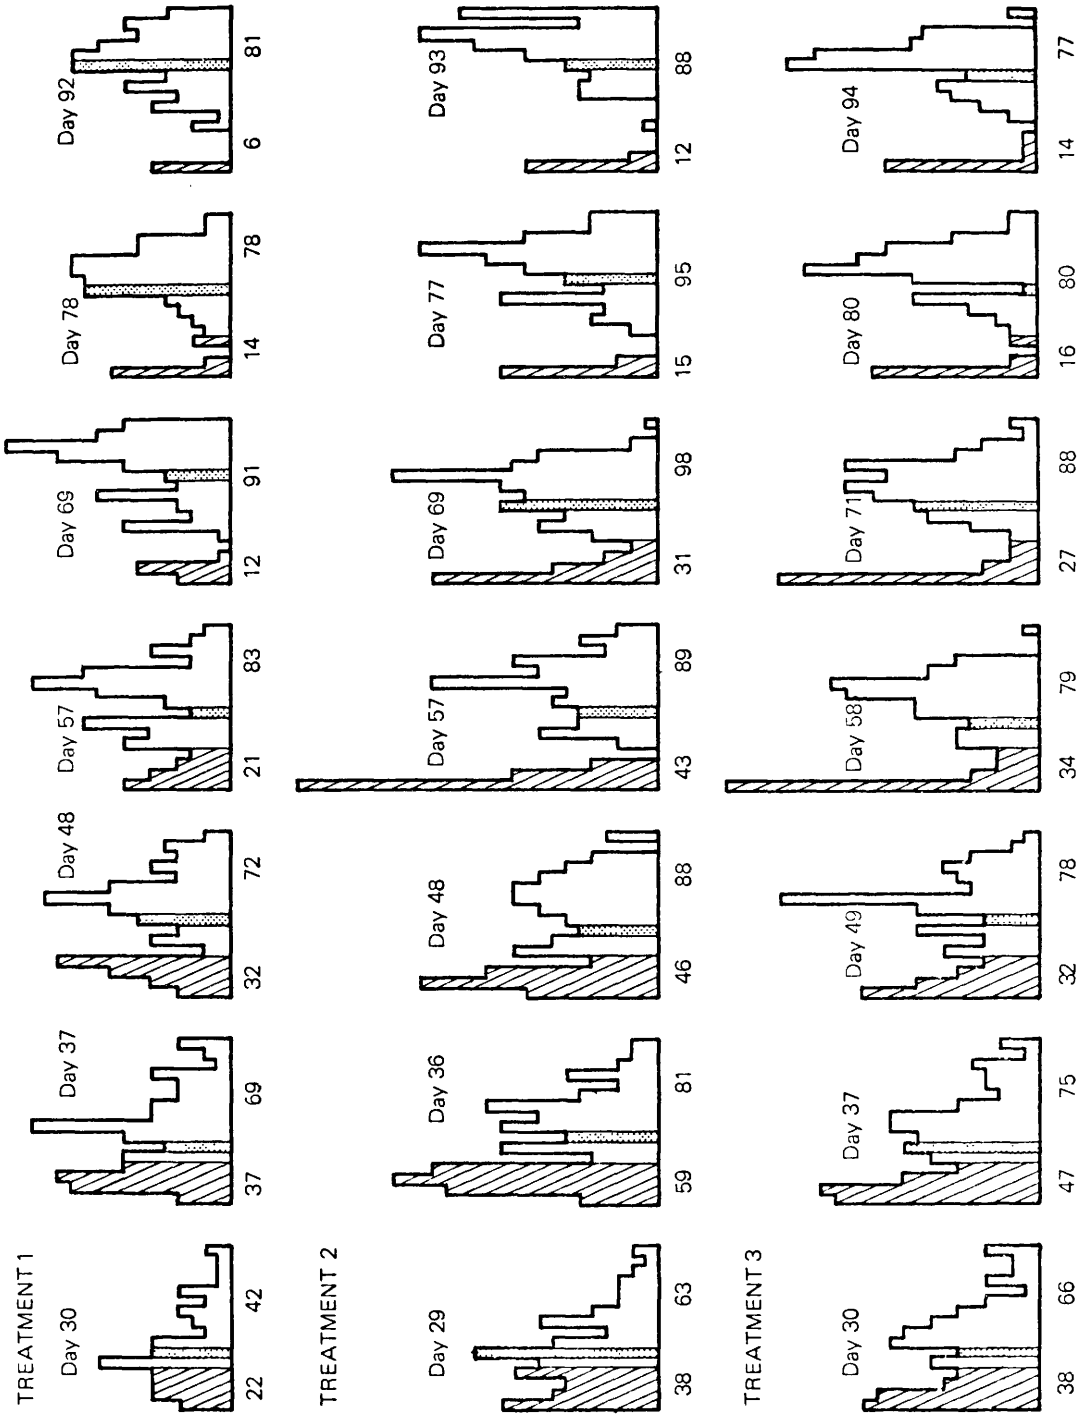 TREATMENT 1
Day 30
Day 37
Day 48
Day 57
Day 69
Day 78
Day 92
22 42
37 69
32 72
21 83
12 91
14 78
6 81
TREATMENT 2
Day 29
Day 36
Day 48
Day 57
Day 69
Day 77
Day 93
38 63
59 81
46 88
43 89
31 98
15 95
12 88
TREATMENT 3
Day 30
Day 37
Day 49
Day 58
Day 71
Day 80
Day 94
38 66
47 75
32 78
34 79
27 88
16 80
14 77